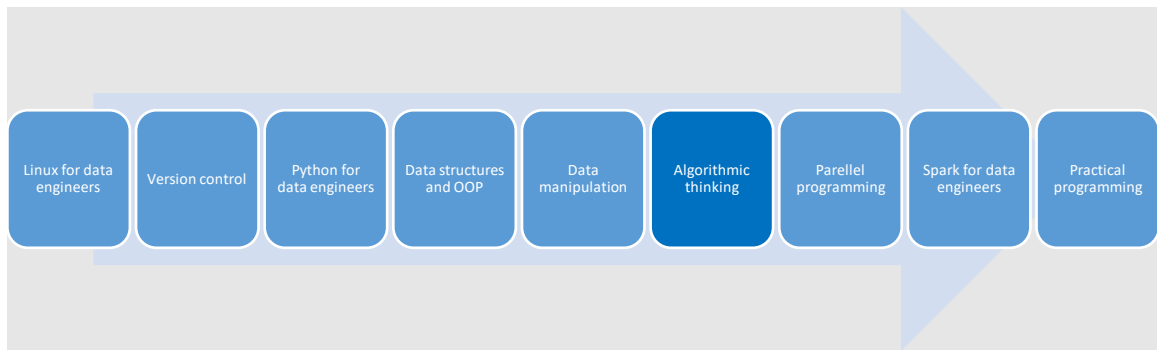 Linux for data
engineers
Version control
Python for
data engineers
Data structures
and OOP
Data
manipulation
Algorithmic
thinking
Parellel
programming
Spark for data
engineers
Practical
programming